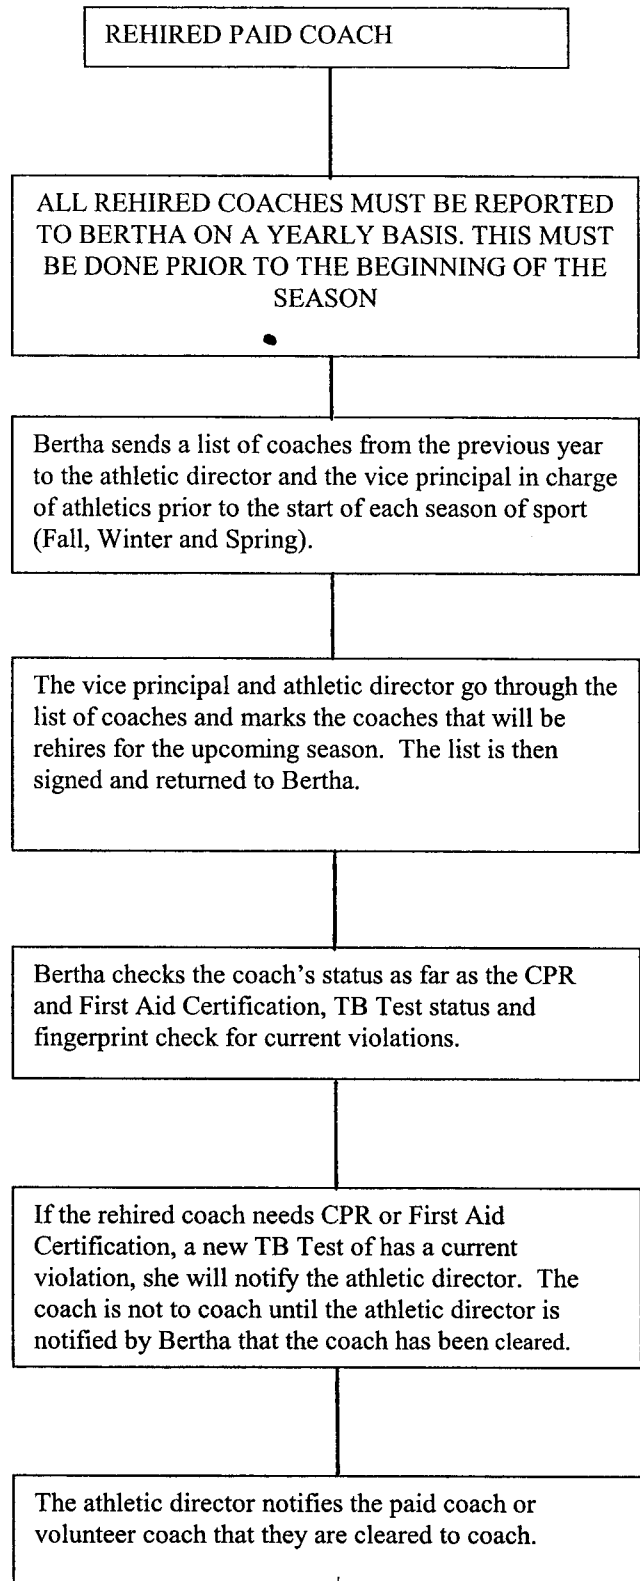 REHIRED PAID COACH
ALL REHIRED COACHES MUST BE REPORTED
TO BERTHA ON A YEARLY BASIS. THIS MUST
BE DONE PRIOR TO THE BEGINNING OF THE
SEASON
Bertha sends a list of coaches from the previous year
to the athletic director and the vice principal in charge
of athletics prior to the start of each season of sport
(Fall, Winter and Spring).
The vice principal and athletic director go through the
list of coaches and marks the coaches that will be
rehires for the upcoming season. The list is then
signed and returned to Bertha.
Bertha checks the coach's status as far as the CPR
and First Aid Certification, TB Test status and
fingerprint check for current violations.
If the rehired coach needs CPR or First Aid
Certification, a new TB Test of has a current
violation, she will notify the athletic director. The
coach is not to coach until the athletic director is
notified by Bertha that the coach has been cleared.
The athletic director notifies the paid coach or
volunteer coach that they are cleared to coach.